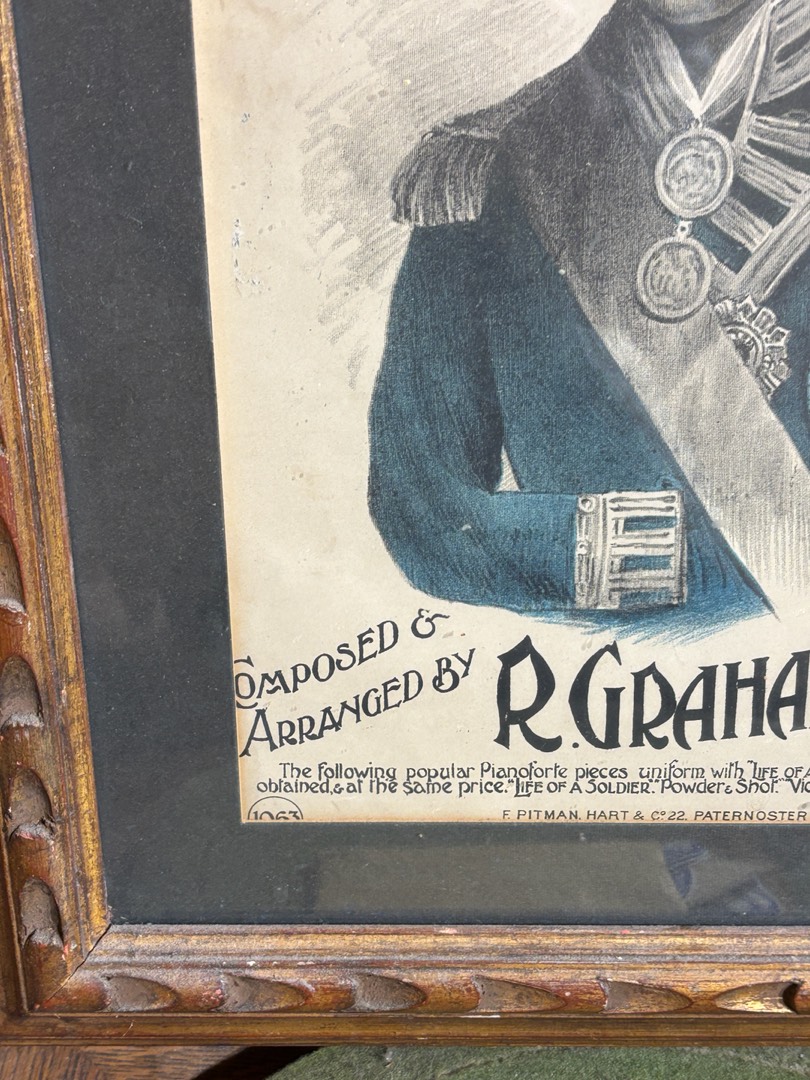 COMPOSED &
ARRANGED BY
R. GRAHA
The following popular Pianoforte pieces uniform with "LIFE OF A
obtained, & at the same price. "LIFE OF A SOLDIER." "Powder & Shot." "Vic
1063
F. PITMAN, HART & Co 22, PATERNOSTER